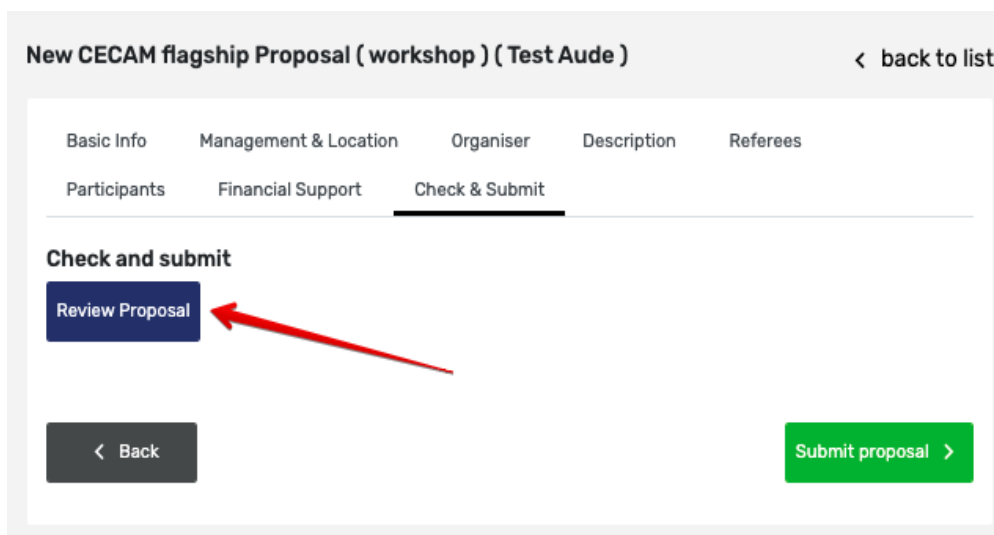 New CECAM flagship Proposal ( workshop ) ( Test Aude )
< back to list
Basic Info Management & Location Organiser Description Referees
Participants Financial Support Check & Submit
Check and submit
Review Proposal
< Back
Submit proposal >